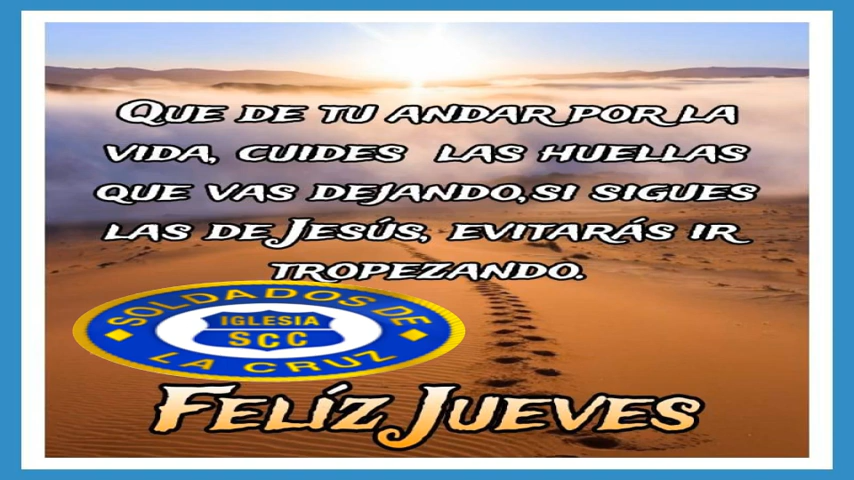 Que de tu andar por la
vida, cuides las huellas
que vas dejando,si sigues
las de Jesús, evitarás ir
tropezando.
SOLDADOS DE
IGLESIA
SCC
LA CRUZ
Felíz Jueves